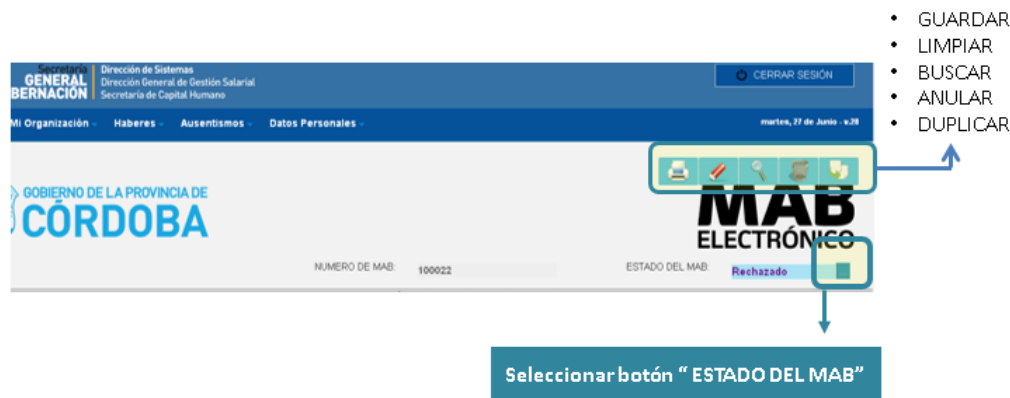 • GUARDAR
• LIMPIAR
• BUSCAR
• ANULAR
• DUPLICAR
Secretaría
GENERAL
BERNACIÓN
Dirección de Sistemas
Dirección General de Gestión Salarial
Secretaría de Capital Humano
CERRAR SESIÓN
Mi Organización Haberes Ausentismos Datos Personales martes, 27 de Junio - v.28
GOBIERNO DE LA PROVINCIA DE
CÓRDOBA
MAB
ELECTRÓNICO
NUMERO DE MAB: 100022 ESTADO DEL MAB: Rechazado
Seleccionar botón " ESTADO DEL MAB"